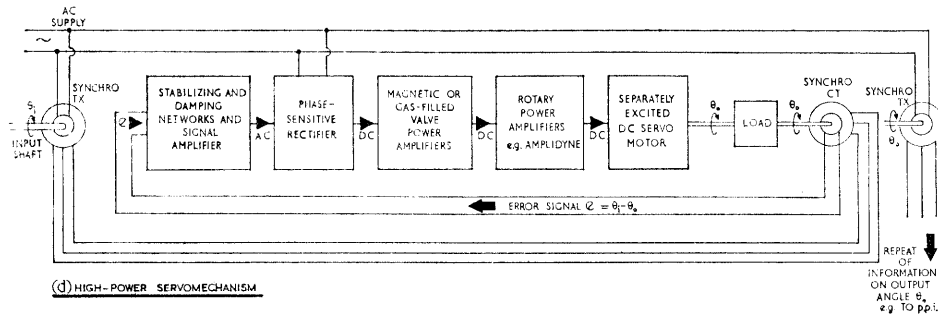 AC
SUPPLY
~
SYNCHRO
TX
θi
INPUT
SHAFT
e
STABILIZING AND
DAMPING
NETWORKS AND
SIGNAL
AMPLIFIER
AC
PHASE-
SENSITIVE
RECTIFIER
DC
MAGNETIC OR
GAS-FILLED
VALVE
POWER
AMPLIFIERS
DC
ROTARY
POWER
AMPLIFIERS
e.g. AMPLIDYNE
DC
SEPARATELY
EXCITED
DC SERVO
MOTOR
θo
LOAD
θo
SYNCHRO
CT
SYNCHRO
TX
θo
ERROR SIGNAL e = θi-θo
REPEAT
OF
INFORMATION
ON OUTPUT
ANGLE θo
e.g TO p.p.i.
(d) HIGH-POWER SERVOMECHANISM